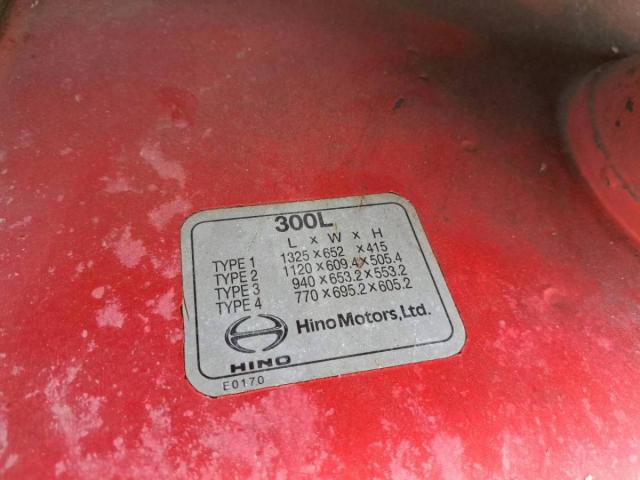 300L
L × W × H
TYPE 1 1325×652 ×415
TYPE 2 1120×609.4×505.4
TYPE 3 940×653.2×553.2
TYPE 4 770×695.2×605.2
HINO
Hino Motors,Ltd.
E0170